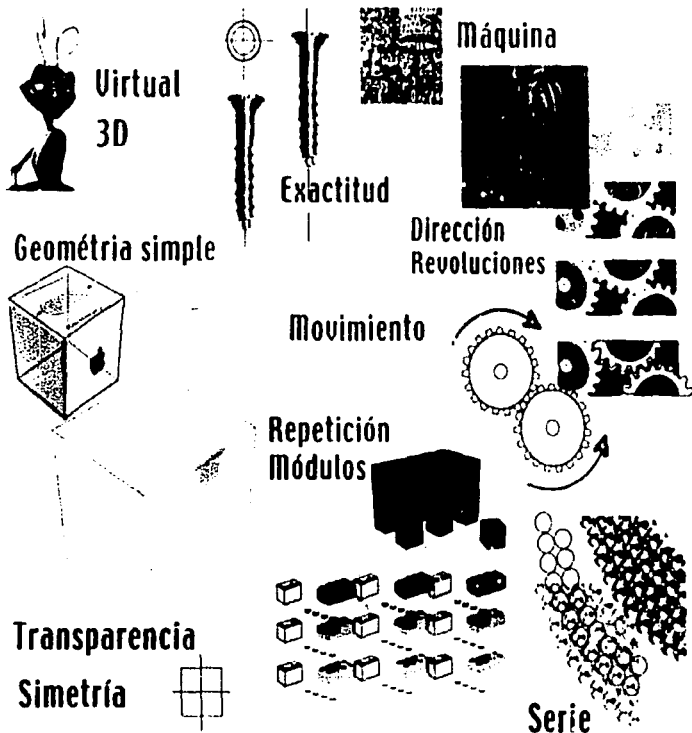 Máquina
Virtual
3D
Exactitud
Dirección
Revoluciones
Geométria simple
Movimiento
Repetición
Módulos
Transparencia
Simetría
Serie